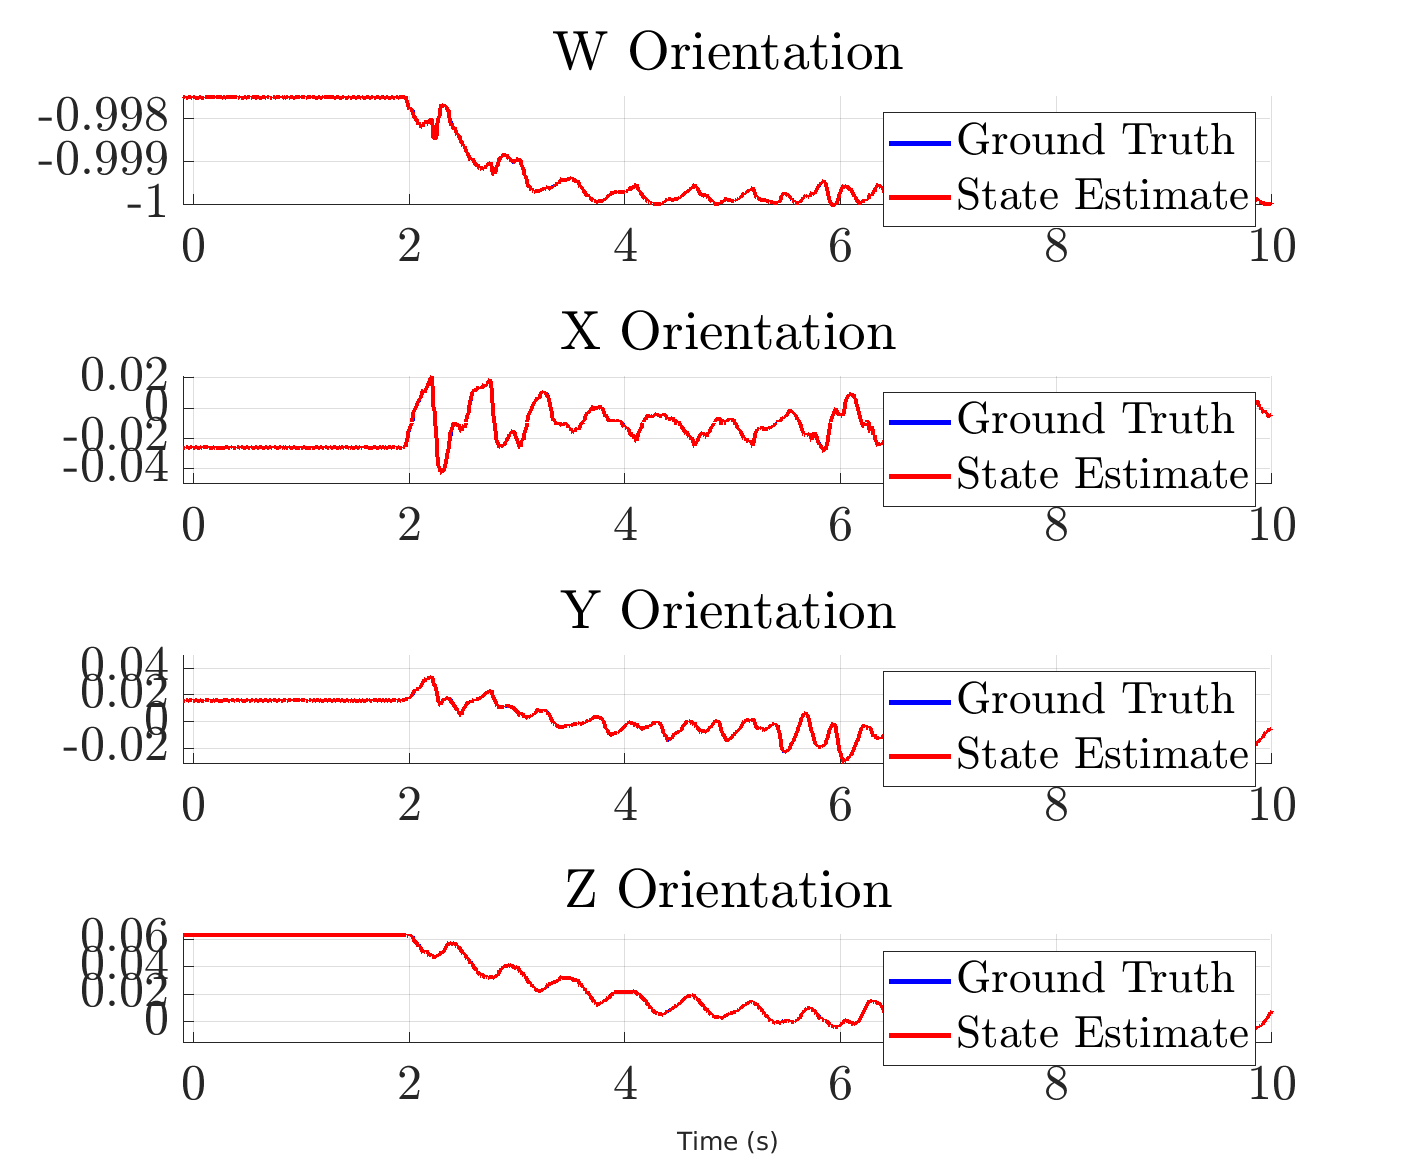 W Orientation
-0.998
-0.999
-1
0 2 4 6 8 10
Ground Truth
State Estimate
X Orientation
0.02
0
-0.02
-0.04
0 2 4 6 8 10
Ground Truth
State Estimate
Y Orientation
0.04
0.02
0
-0.02
0 2 4 6 8 10
Ground Truth
State Estimate
Z Orientation
0.06
0.04
0.02
0
0 2 4 6 8 10
Ground Truth
State Estimate
Time (s)